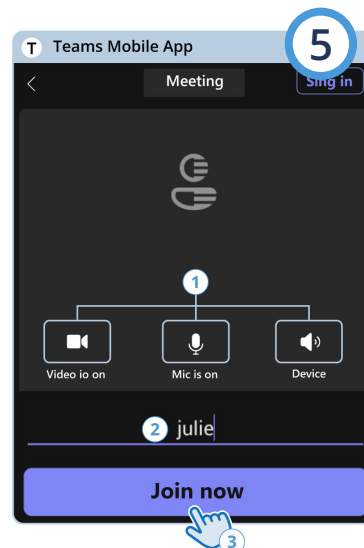 5
T Teams Mobile App
Meeting Sing in
1
Video io on Mic is on Device
2 julie
Join now
3